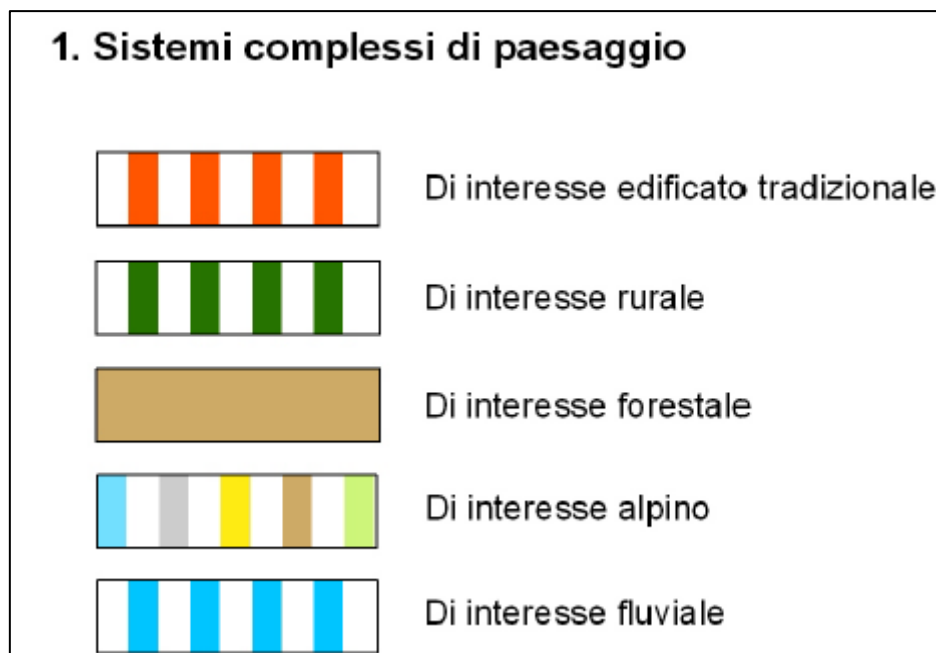 1. Sistemi complessi di paesaggio
Di interesse edificato tradizionale
Di interesse rurale
Di interesse forestale
Di interesse alpino
Di interesse fluviale